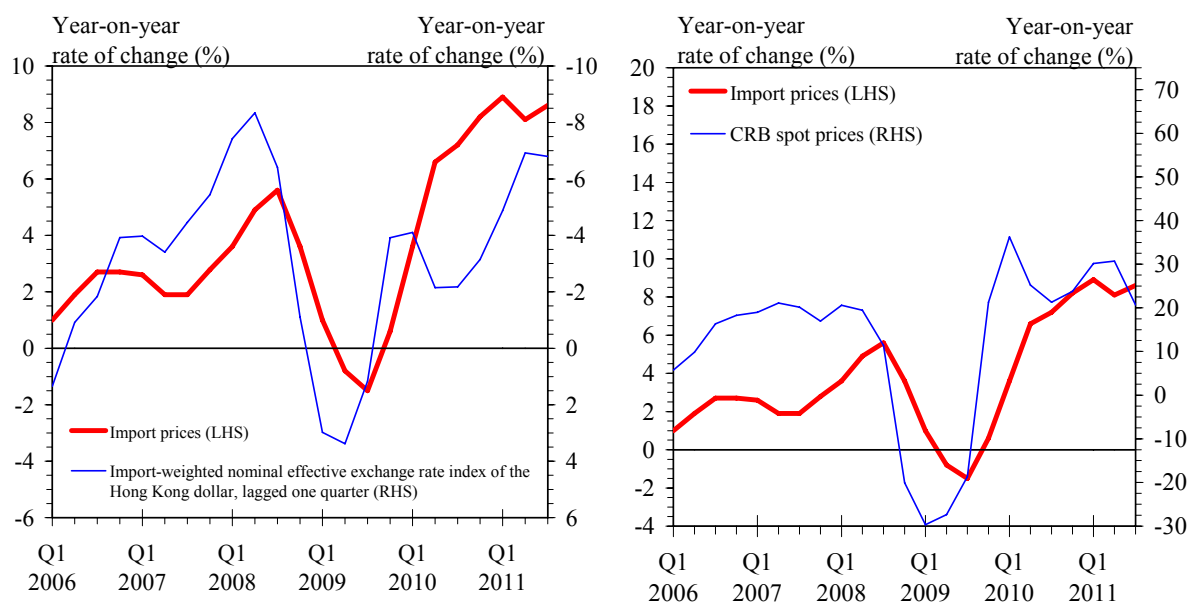 Year-on-year
rate of change (%)
Year-on-year
rate of change (%)
10
8
6
4
2
0
-2
-4
-6
-10
-8
-6
-4
-2
0
2
4
6
Import prices (LHS)
Import-weighted nominal effective exchange rate index of the
Hong Kong dollar, lagged one quarter (RHS)
Q1 Q1 Q1 Q1 Q1 Q1
2006 2007 2008 2009 2010 2011
Year-on-year
rate of change (%)
Year-on-year
rate of change (%)
20
18
16
14
12
10
8
6
4
2
0
-2
-4
70
60
50
40
30
20
10
0
-10
-20
-30
Import prices (LHS)
CRB spot prices (RHS)
Q1 Q1 Q1 Q1 Q1 Q1
2006 2007 2008 2009 2010 2011